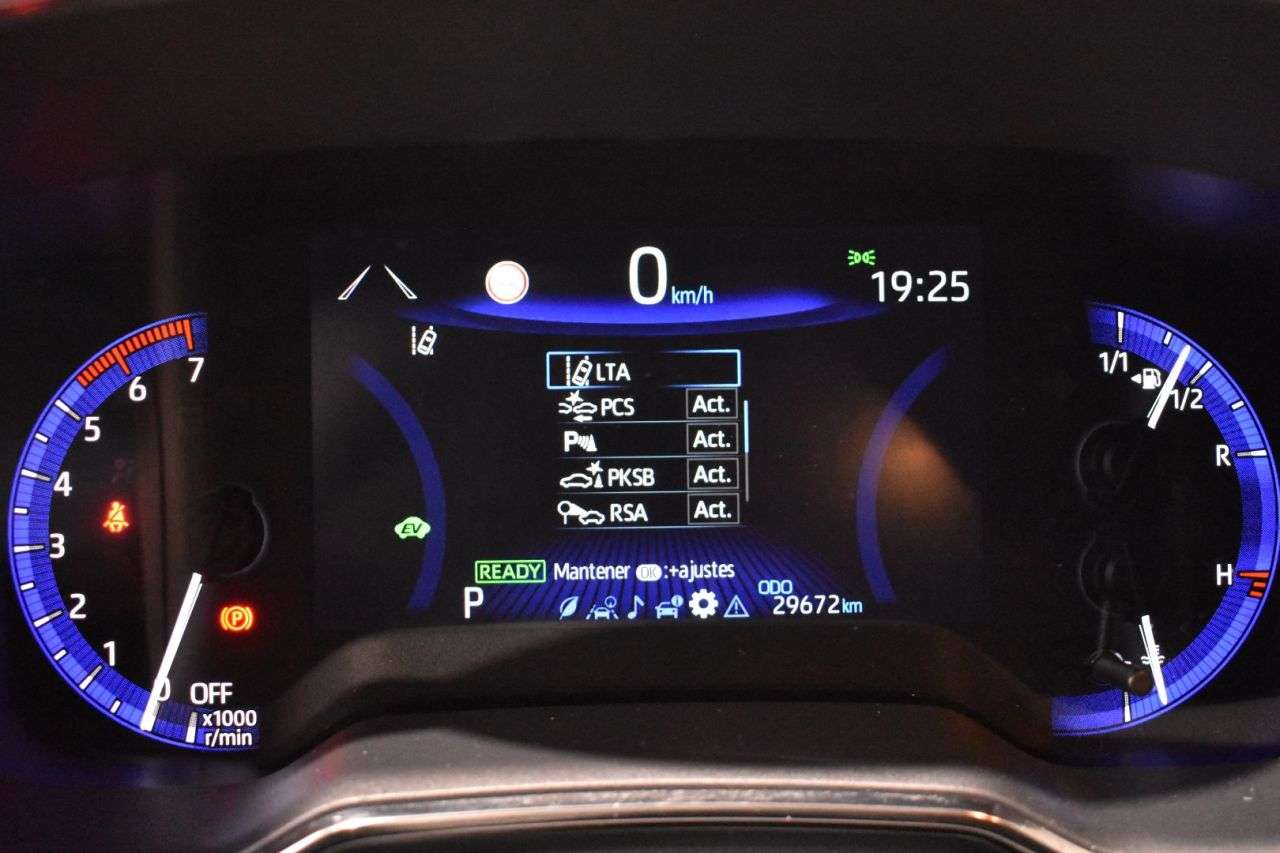 0 km/h
19:25
7
6
5
4
3
2
1
0
OFF
x1000
r/min
LTA
PCS Act.
P Act.
PKSB Act.
RSA Act.
EV
READY Mantener OK:+ajustes
P
ODO
29672 km
1/1
1/2
R
H
P